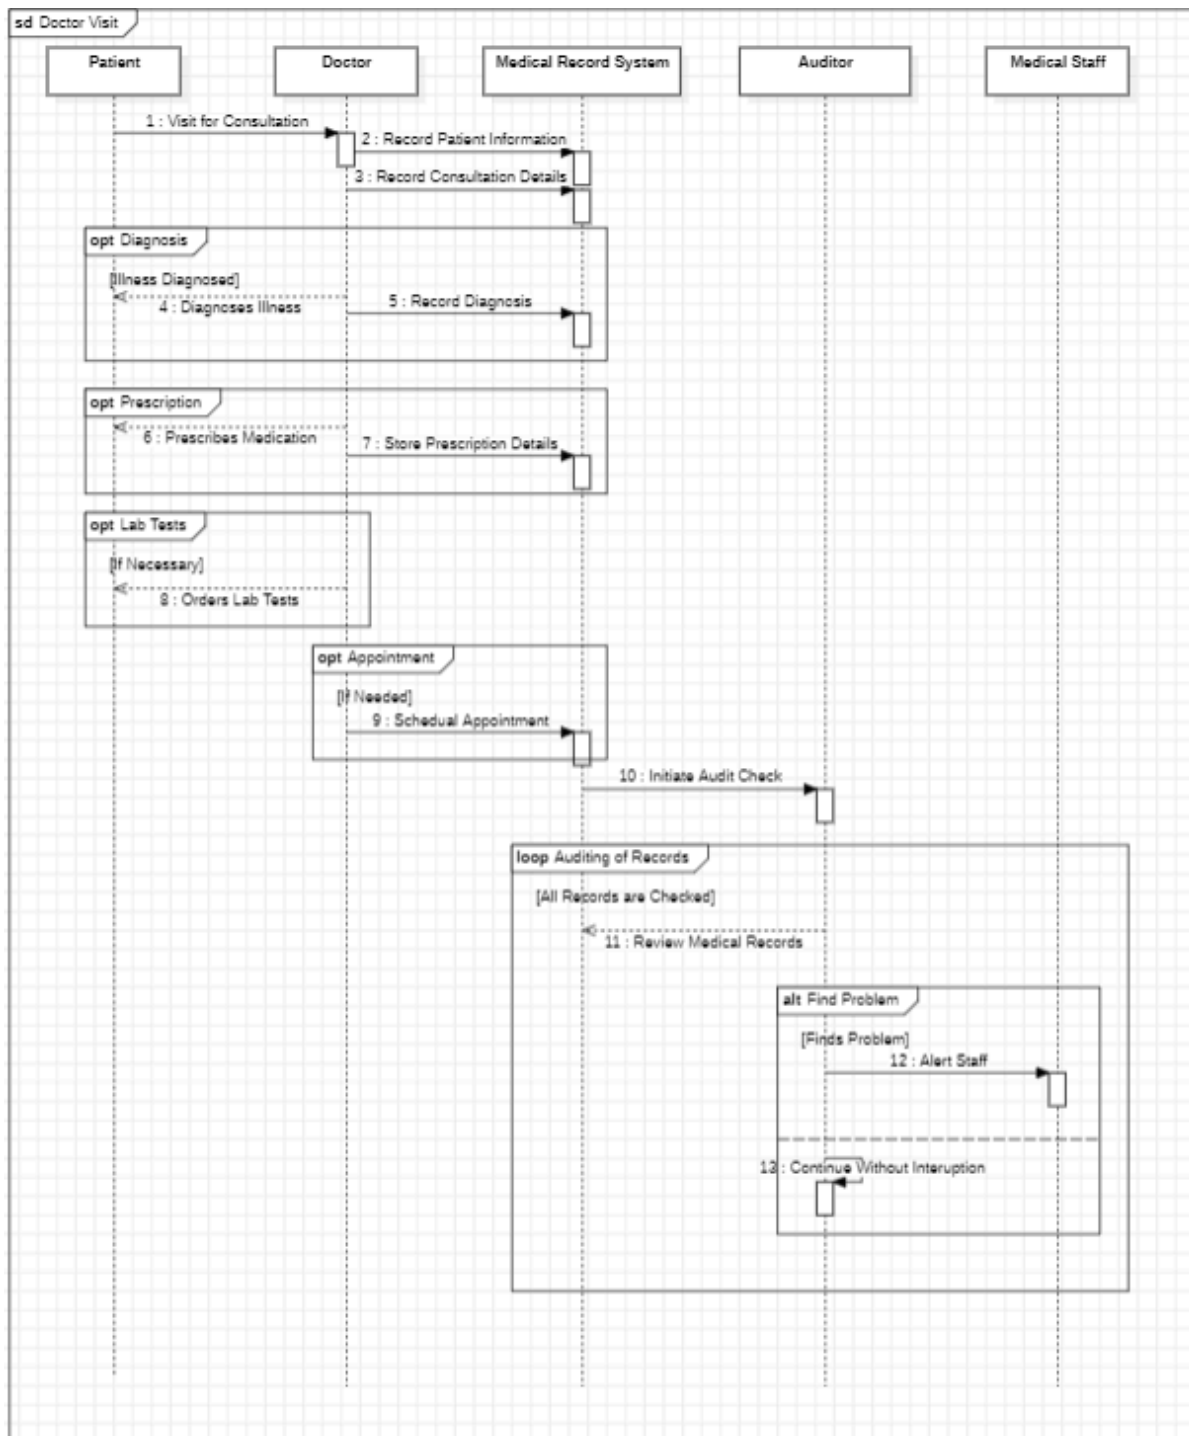 sd Doctor Visit
Patient
Doctor
Medical Record System
Auditor
Medical Staff
1 : Visit for Consultation
2 : Record Patient Information
3 : Record Consultation Details
opt Diagnosis
[Illness Diagnosed]
4 : Diagnoses Illness
5 : Record Diagnosis
opt Prescription
6 : Prescribes Medication
7 : Store Prescription Details
opt Lab Tests
[If Necessary]
8 : Orders Lab Tests
opt Appointment
[If Needed]
9 : Schedual Appointment
10 : Initiate Audit Check
loop Auditing of Records
[All Records are Checked]
11 : Review Medical Records
alt Find Problem
[Finds Problem]
12 : Alert Staff
13 : Continue Without Interuption